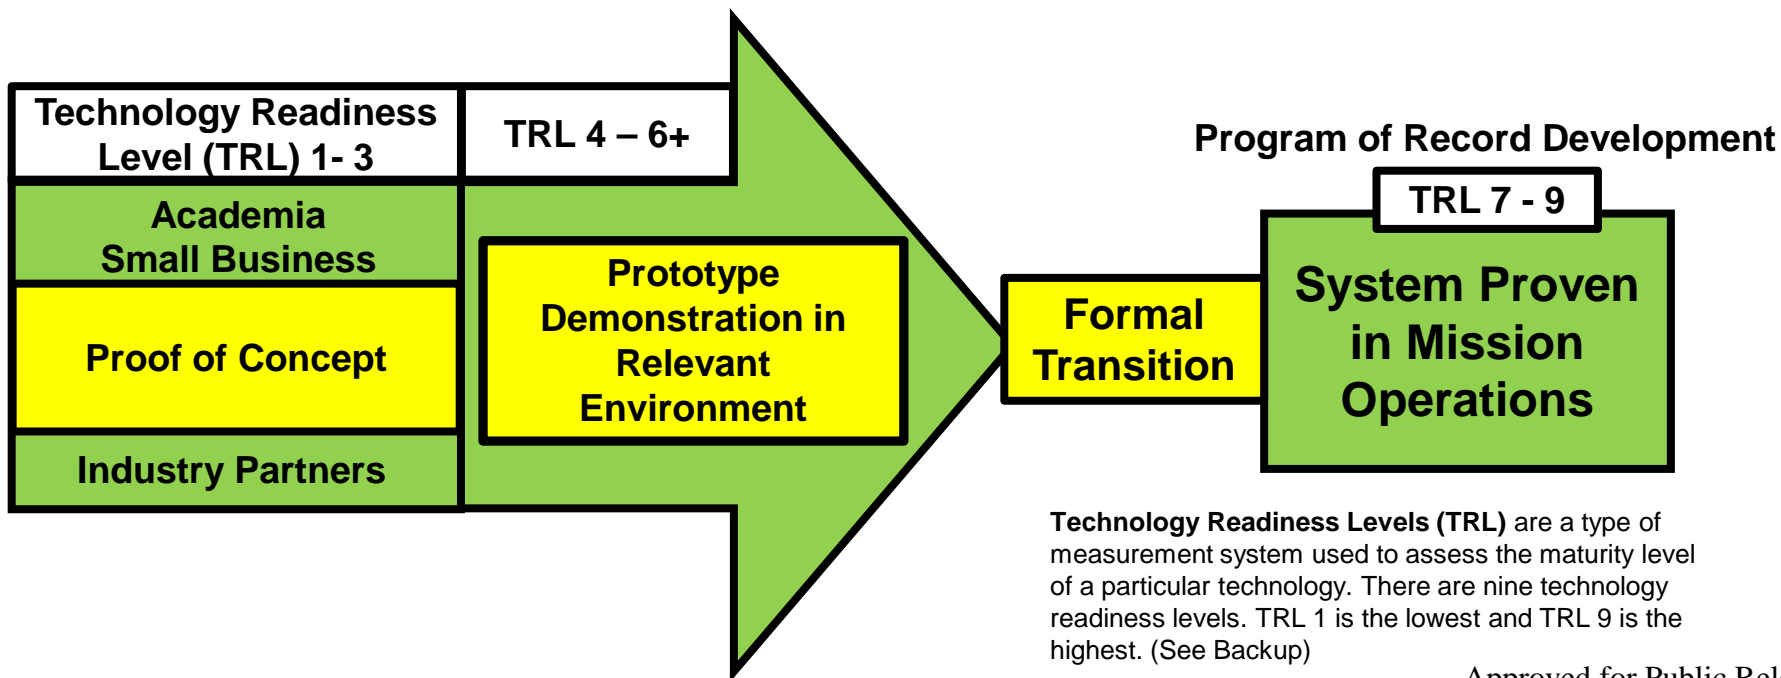 Technology Readiness
Level (TRL) 1- 3
TRL 4 – 6+
Academia
Small Business
Proof of Concept
Industry Partners
Prototype
Demonstration in
Relevant
Environment
Formal
Transition
Program of Record Development
TRL 7 - 9
System Proven
in Mission
Operations
Technology Readiness Levels (TRL) are a type of
measurement system used to assess the maturity level
of a particular technology. There are nine technology
readiness levels. TRL 1 is the lowest and TRL 9 is the
highest. (See Backup)
Approved for Public